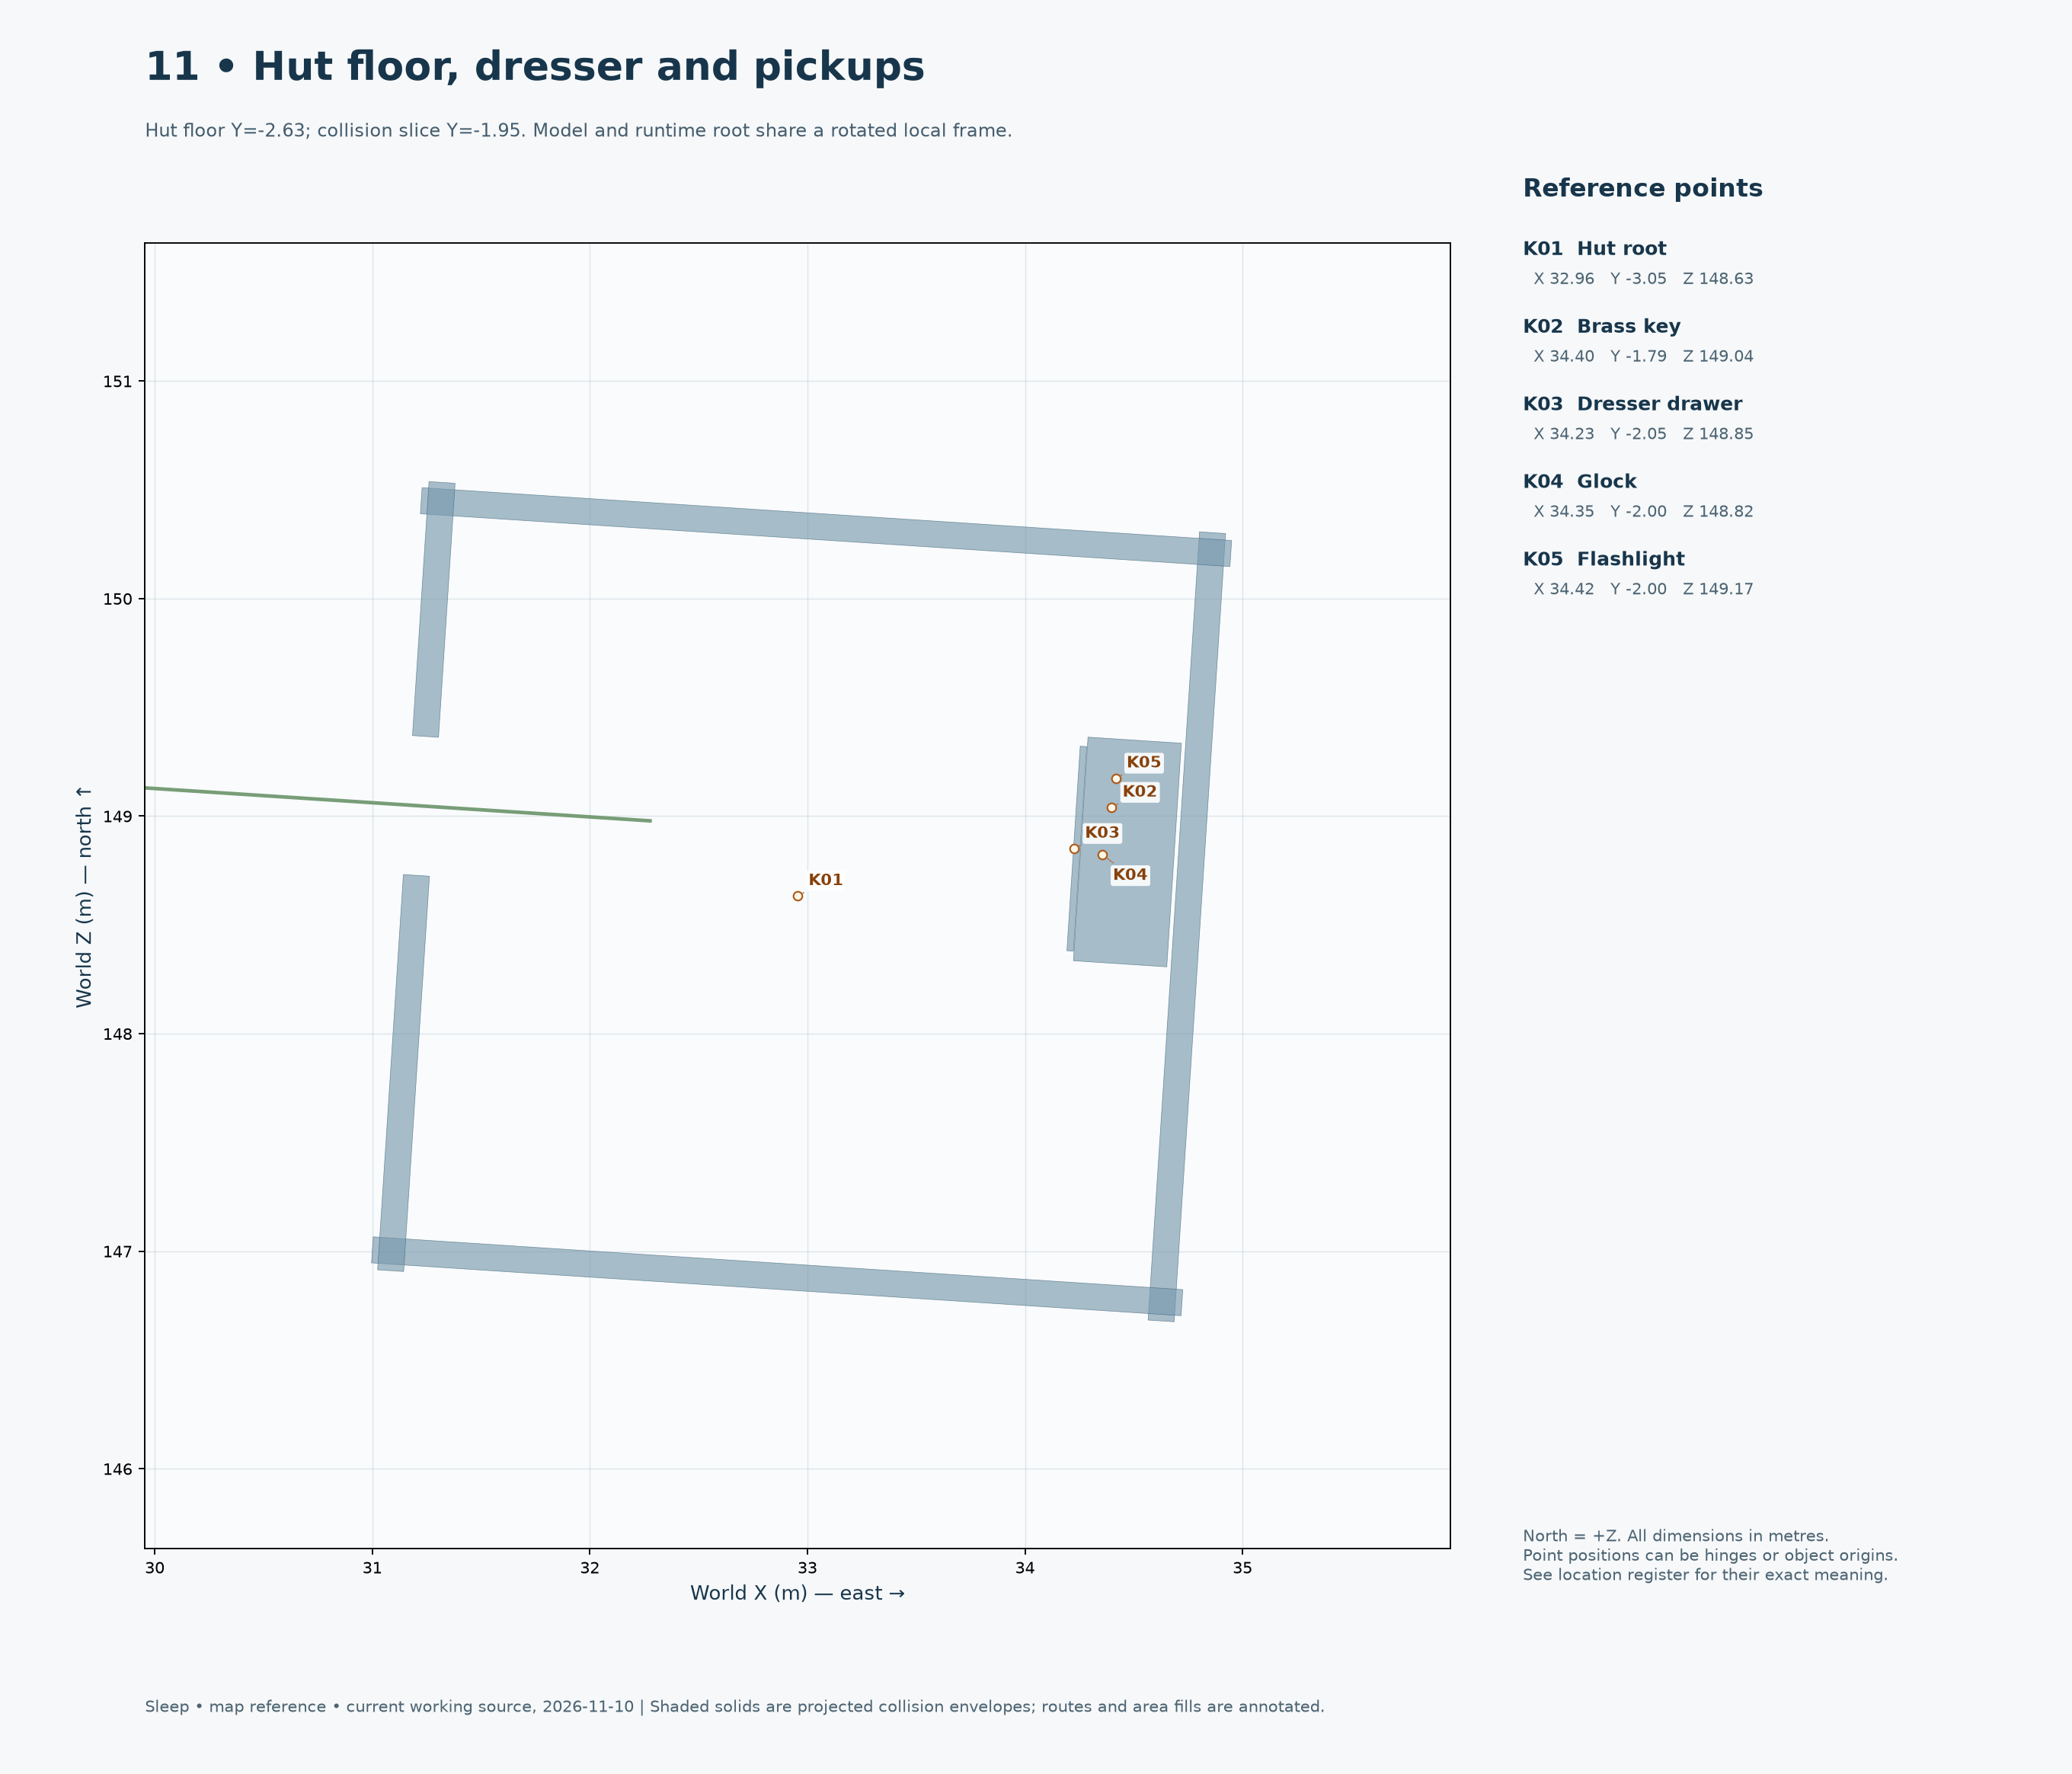 11 • Hut floor, dresser and pickups
Hut floor Y=-2.63; collision slice Y=-1.95. Model and runtime root share a rotated local frame.
Reference points
K01 Hut root
X 32.96 Y -3.05 Z 148.63
K02 Brass key
X 34.40 Y -1.79 Z 149.04
K03 Dresser drawer
X 34.23 Y -2.05 Z 148.85
K04 Glock
X 34.35 Y -2.00 Z 148.82
K05 Flashlight
X 34.42 Y -2.00 Z 149.17
151
150
149
148
147
146
World Z (m) — north ↑
K05
K02
K03
K04
K01
30 31 32 33 34 35
World X (m) — east →
North = +Z. All dimensions in metres.
Point positions can be hinges or object origins.
See location register for their exact meaning.
Sleep • map reference • current working source, 2026-11-10 | Shaded solids are projected collision envelopes; routes and area fills are annotated.